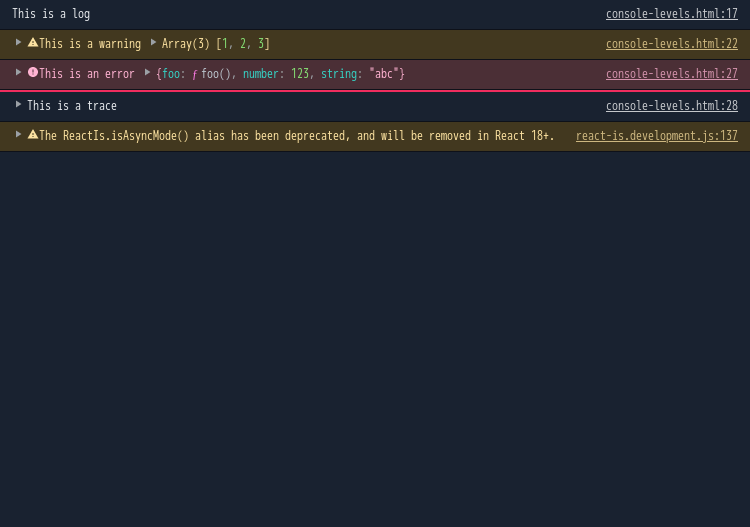 This is a log console-levels.html:17
This is a warning Array(3) [1, 2, 3] console-levels.html:22
This is an error {foo: ƒ foo(), number: 123, string: "abc"} console-levels.html:27
This is a trace console-levels.html:28
The ReactIs.isAsyncMode() alias has been deprecated, and will be removed in React 18+. react-is.development.js:137